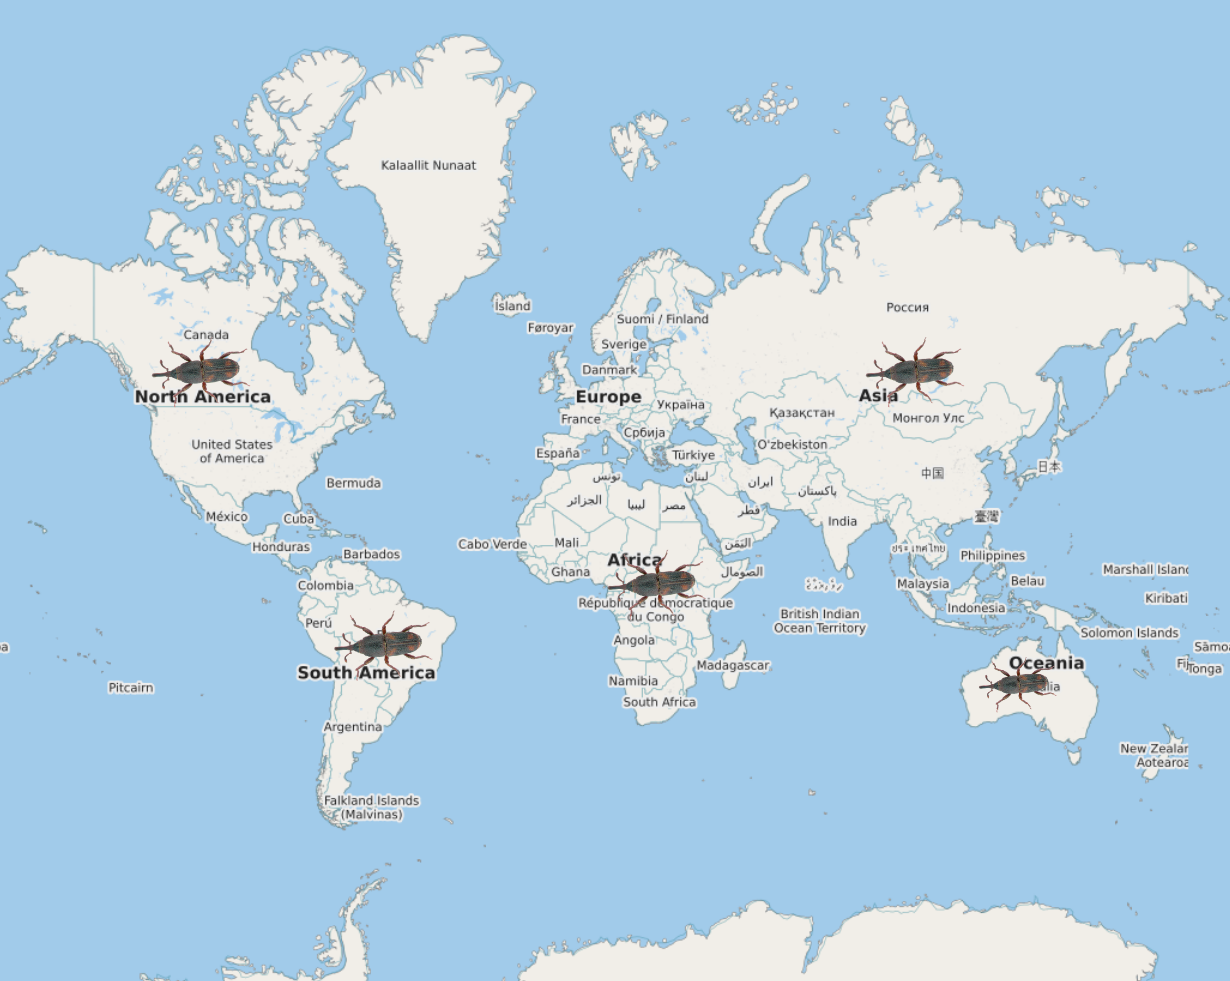 Kalaallit Nunaat
Ísland
Føroyar
Suomi / Finland
Sverige
Danmark
Россия
Canada
North America
Europe
Asia
France
Україна
Қазақстан
Монгол Улс
United States
of America
España
Србија
Türkiye
O'zbekiston
Bermuda
تونس
لبنان
ایران
پاکستان
中国
日本
México
Cuba
الجزائر
ليبيا
مصر
قطر
India
臺灣
Honduras
Barbados
Cabo Verde
Mali
Africa
اليَمَن
ประเทศไทย
Philippines
Colombia
Ghana
الصومال
Malaysia
Belau
Marshall Islanc
Perú
République démocratique
du Congo
British Indian
Ocean Territory
Indonesia
Kiribati
Angola
Solomon Islands
Sāmo
South America
Madagascar
Oceania
Fij
Tonga
Pitcairn
Namibia
lia
South Africa
Argentina
New Zealar
Aotearoa
Falkland Islands
(Malvinas)